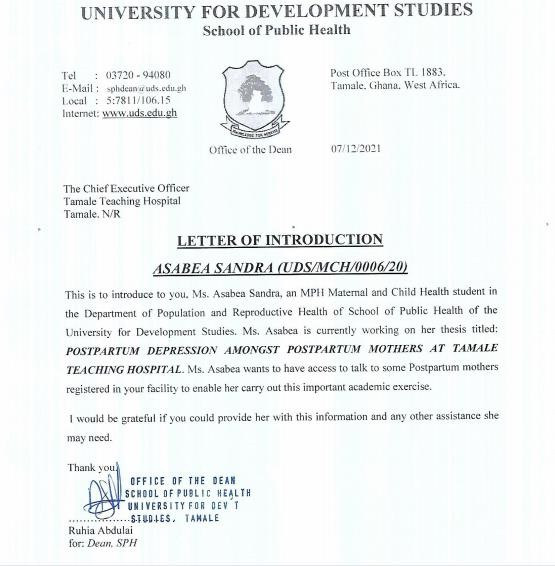 UNIVERSITY FOR DEVELOPMENT STUDIES
School of Public Health
Tel : 03720 - 94080
E-Mail : sphdean@uds.edu.gh
Local : 5:7811/106.15
Internet: www.uds.edu.gh
Post Office Box TL 1883,
Tamale, Ghana, West Africa.
Office of the Dean
07/12/2021
The Chief Executive Officer
Tamale Teaching Hospital
Tamale. N/R
LETTER OF INTRODUCTION
ASABEA SANDRA (UDS/MCH/0006/20)
This is to introduce to you, Ms. Asabea Sandra, an MPH Maternal and Child Health student in
the Department of Population and Reproductive Health of School of Public Health of the
University for Development Studies. Ms. Asabea is currently working on her thesis titled:
POSTPARTUM DEPRESSION AMONGST POSTPARTUM MOTHERS AT TAMALE
TEACHING HOSPITAL. Ms. Asabea wants to have access to talk to some Postpartum mothers
registered in your facility to enable her carry out this important academic exercise.
I would be grateful if you could provide her with this information and any other assistance she
may need.
Thank you.
OFFICE OF THE DEAN
SCHOOL OF PUBLIC HEALTH
UNIVERSITY FOR DEV'T
STUDIES, TAMALE
Ruhia Abdulai
for: Dean, SPH